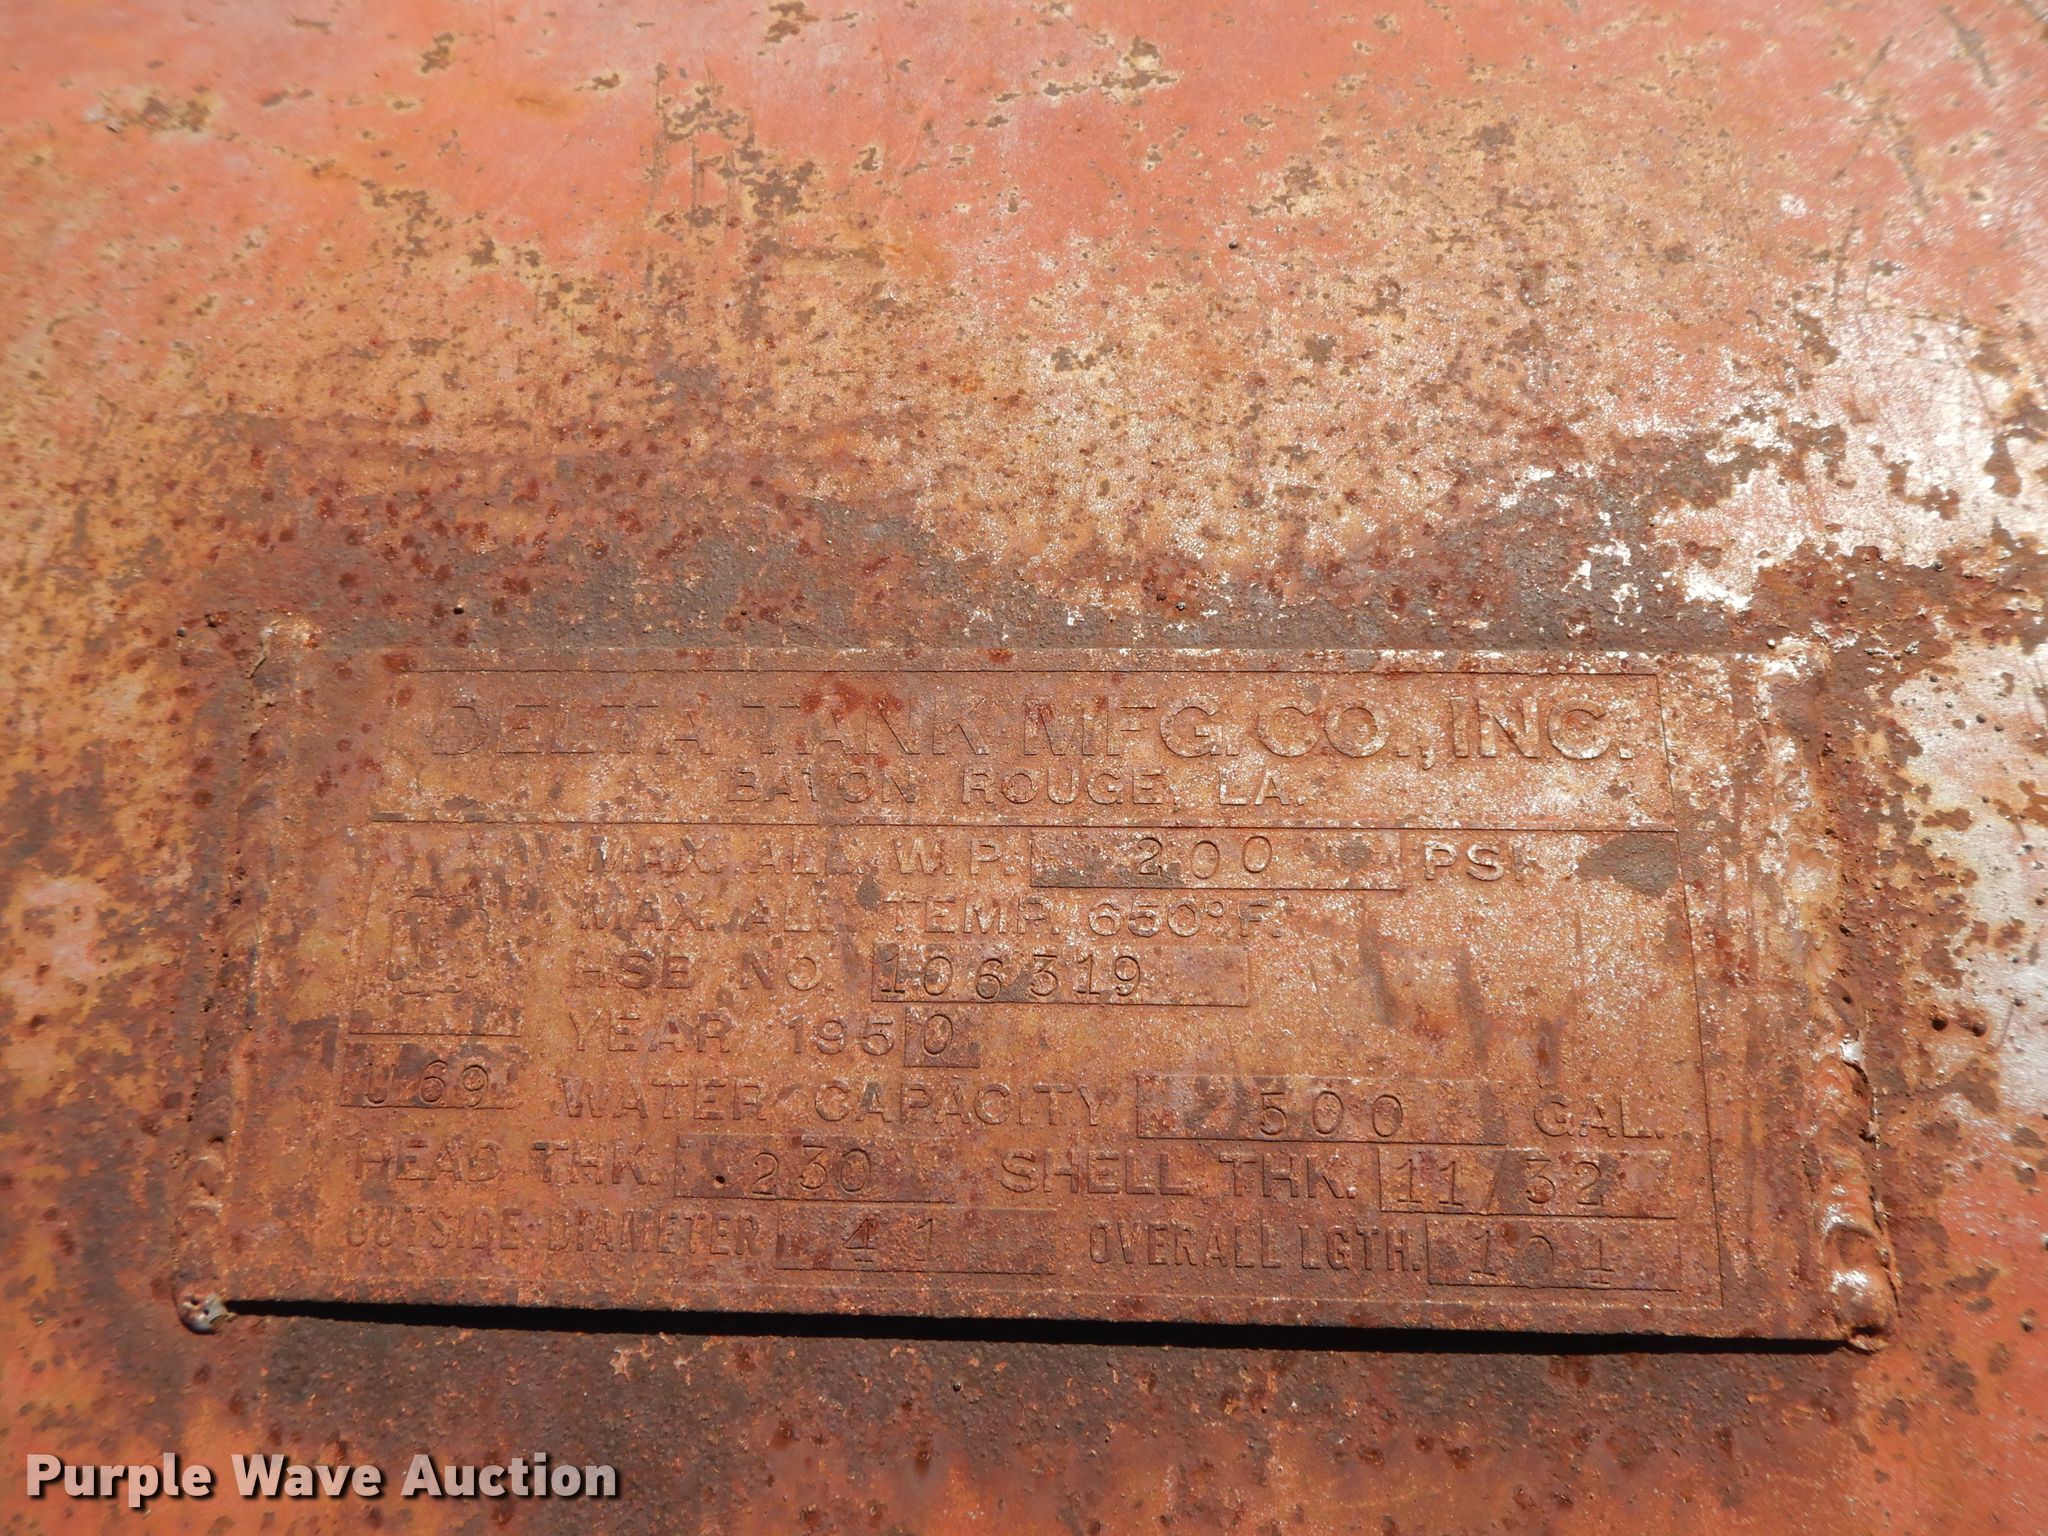 DELTA TANK MFG. CO., INC.
BATON ROUGE, LA.
MAX. ALL. W.P. 200 PSI
MAX. ALL. TEMP. 650°F.
HSB NO. 106319
YEAR 1950
U 69 WATER CAPACITY 500 GAL.
HEAD THK. .230 SHELL THK. 11/32
OUTSIDE DIAMETER 41 OVERALL LGTH. 101
Purple Wave Auction